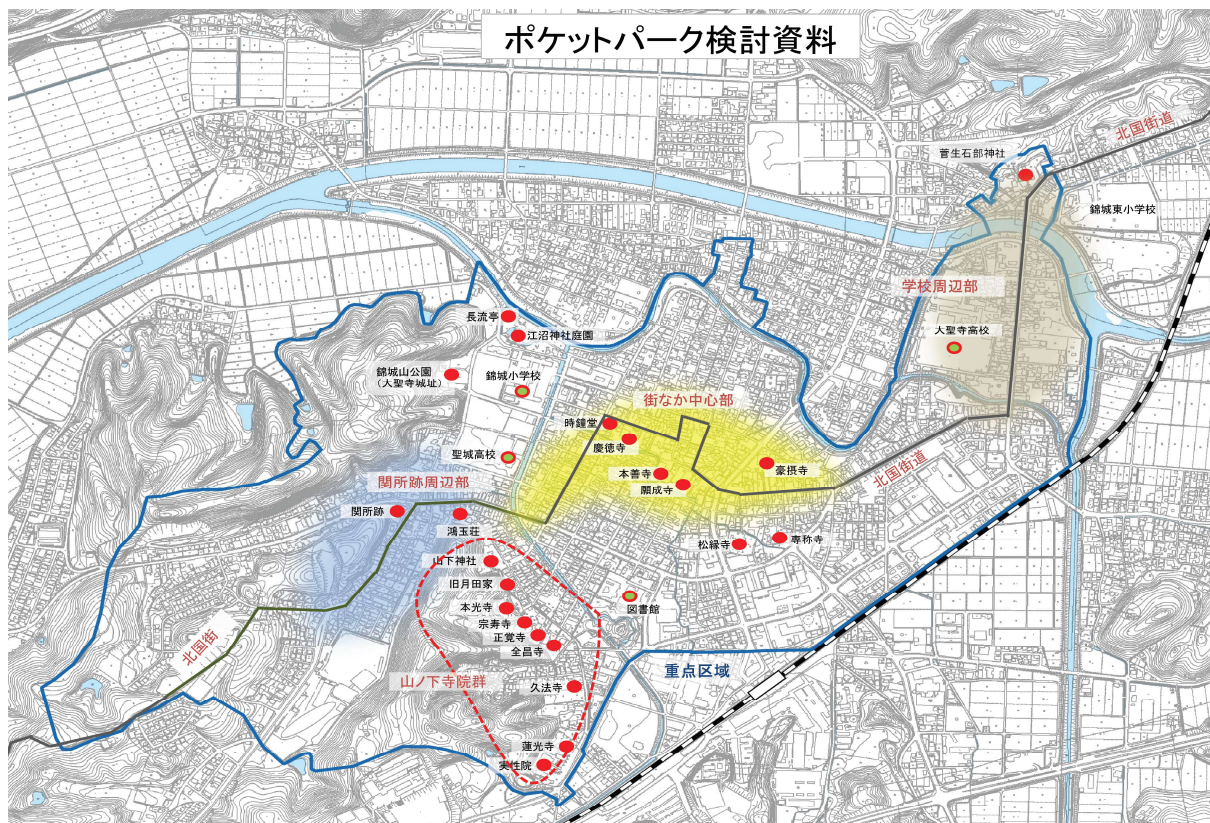 ポケットパーク検討資料
北国街道
菅生石部神社
錦城東小学校
学校周辺部
大聖寺高校
長流亭
江沼神社庭園
錦城山公園
(大聖寺城址)
錦城小学校
街なか中心部
時鐘堂
慶徳寺
聖城高校
本善寺
願成寺
豪摂寺
北国街道
関所跡周辺部
関所跡
鴻玉荘
松縁寺
専称寺
山下神社
旧月田家
図書館
本光寺
宗寿寺
正覚寺
全昌寺
北国街
重点区域
山ノ下寺院群
久法寺
蓮光寺
実性院